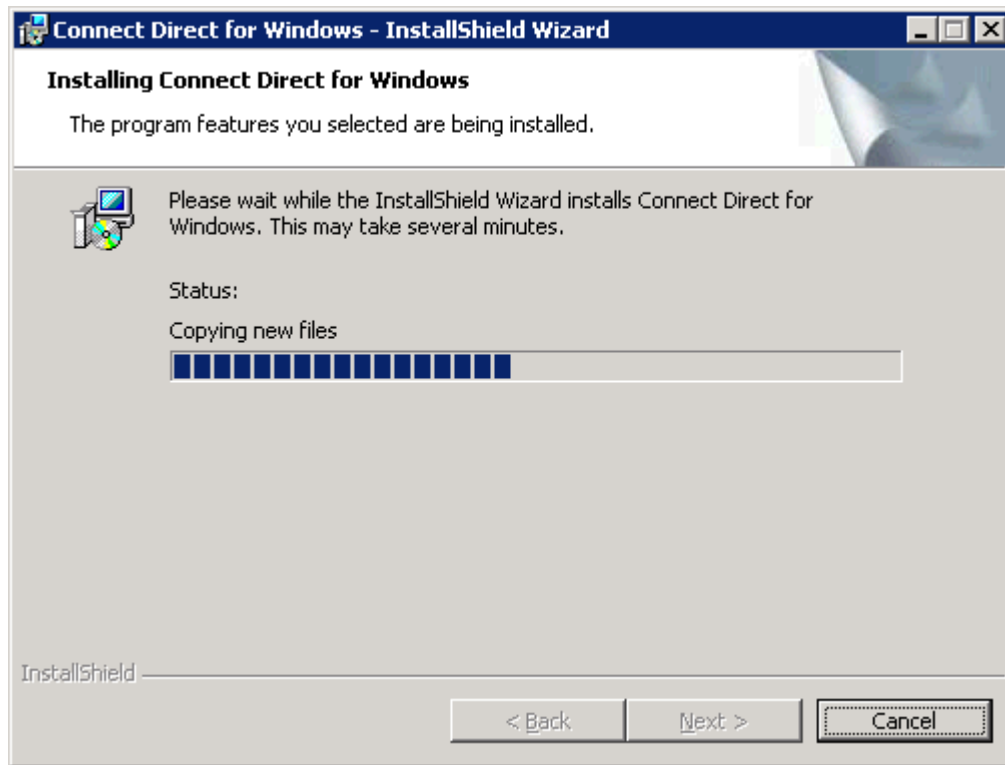 Connect Direct for Windows - InstallShield Wizard
Installing Connect Direct for Windows
The program features you selected are being installed.
Please wait while the InstallShield Wizard installs Connect Direct for
Windows. This may take several minutes.
Status:
Copying new files
InstallShield
< Back Next > Cancel